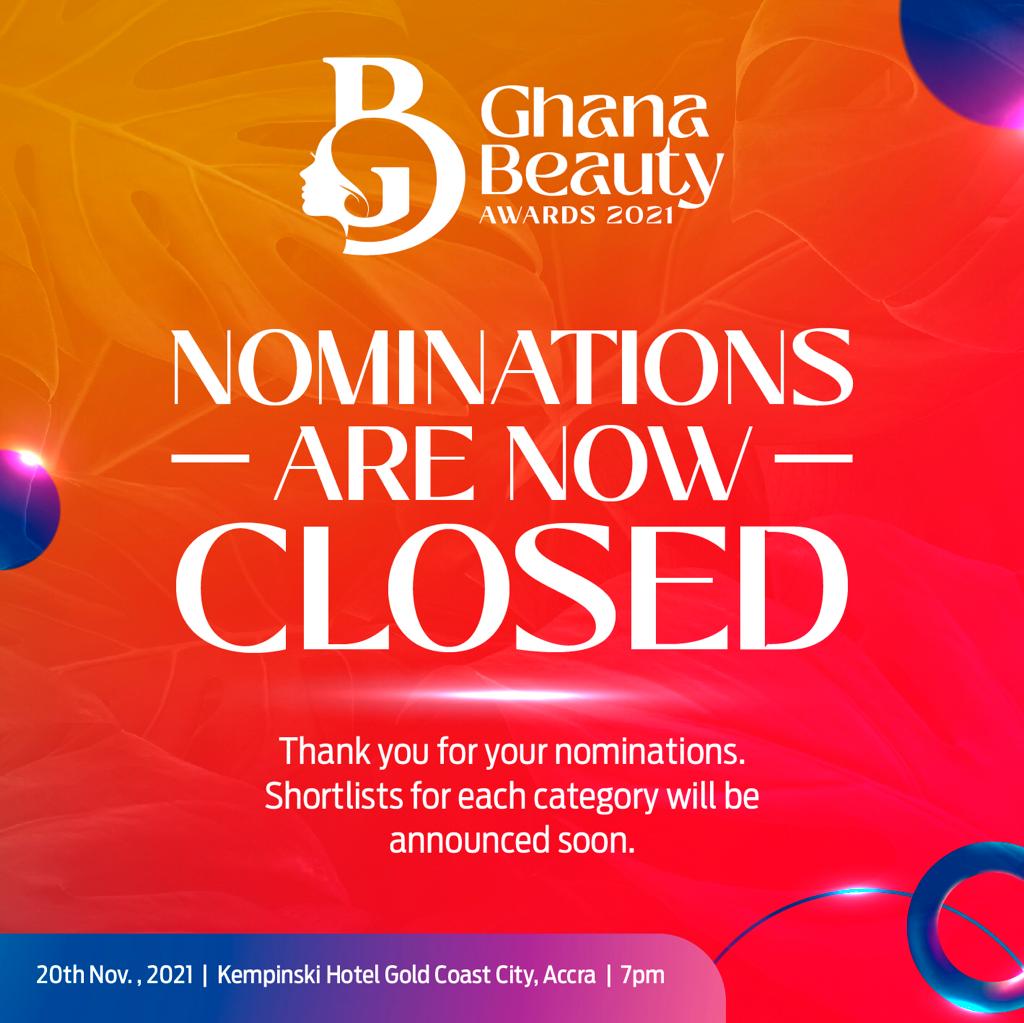 BG
Ghana
Beauty
AWARDS 2021
NOMINATIONS
ARE NOW
CLOSED
Thank you for your nominations.
Shortlists for each category will be
announced soon.
20th Nov. , 2021 | Kempinski Hotel Gold Coast City, Accra | 7pm